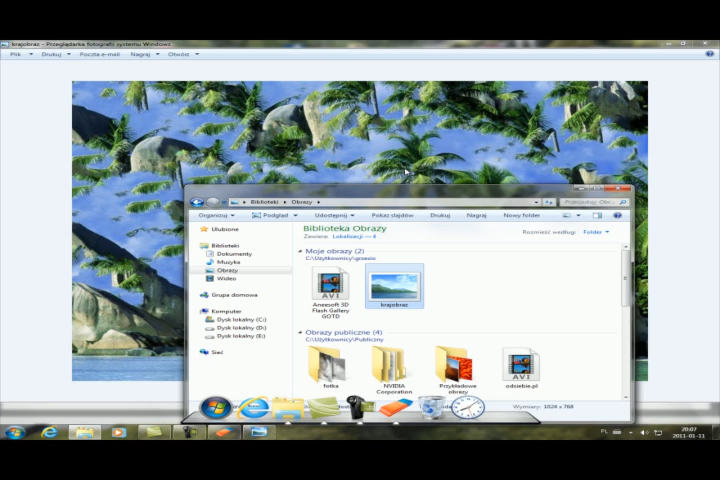 krajobraz - Przeglądarka fotografii systemu Windows
Plik Drukuj Poczta e-mail Nagraj Otwórz
Biblioteki Obrazy
Organizuj Podgląd Udostępnij Pokaz slajdów Drukuj Nagraj Nowy folder
Ulubione
Biblioteki
Dokumenty
Muzyka
Obrazy
Wideo
Grupa domowa
Komputer
Dysk lokalny (C:)
Dysk lokalny (D:)
Dysk lokalny (E:)
Sieć
Biblioteka Obrazy
Zawiera: Lokalizacji — 4
Rozmieść według: Folder
Moje obrazy (2)
C:\Użytkownicy\grzesio
AVI
Aneesoft 3D
Flash Gallery
GOTD
krajobraz
Obrazy publiczne (4)
C:\Użytkownicy\Publiczny
fotka
NVIDIA
Corporation
Przykładowe
obrazy
AVI
odsiebie.pl
Wymiary: 1024 x 768
PL
20:07
2011-01-11